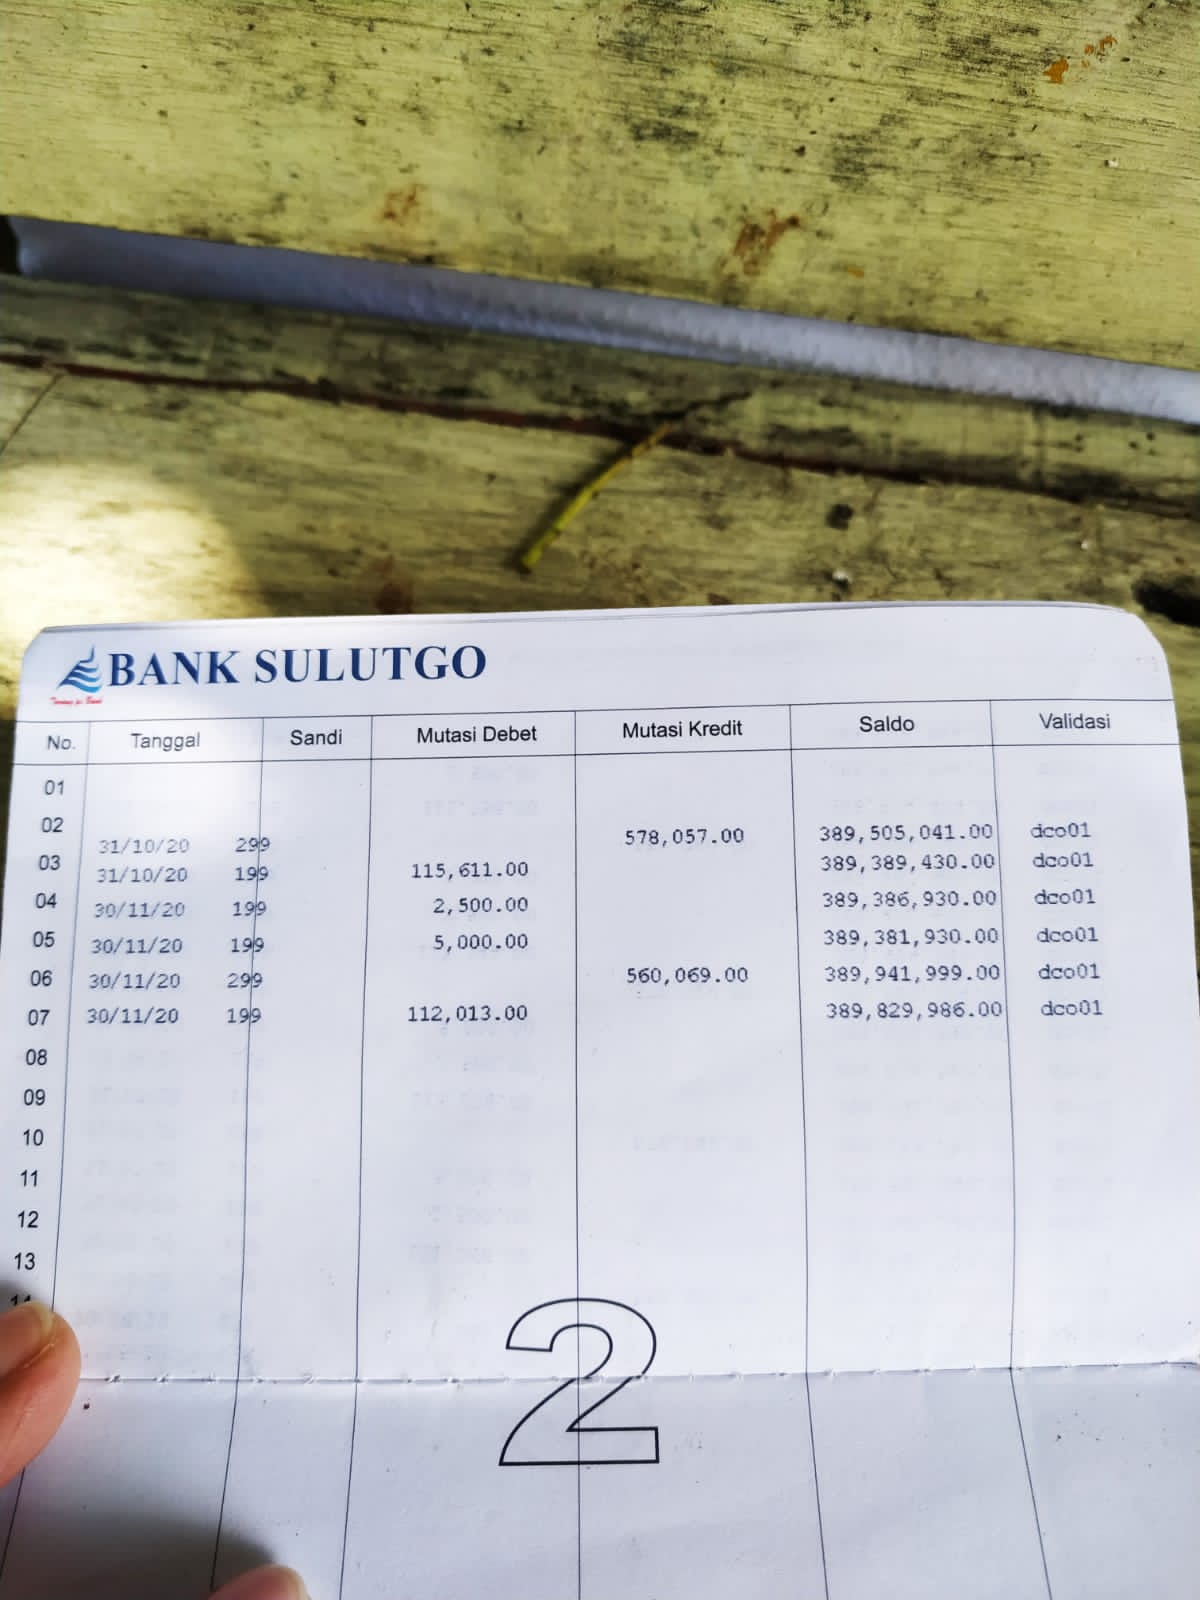 BANK SULUTGO
No. Tanggal Sandi Mutasi Debet Mutasi Kredit Saldo Validasi
01
02
31/10/20 299 578,057.00 389,505,041.00 dco01
03
31/10/20 199 115,611.00 389,389,430.00 dco01
04
30/11/20 199 2,500.00 389,386,930.00 dco01
05
30/11/20 199 5,000.00 389,381,930.00 dco01
06 30/11/20 299 560,069.00 389,941,999.00 dco01
07 30/11/20 199 112,013.00 389,829,986.00 dco01
08
09
10
11
12
13
2